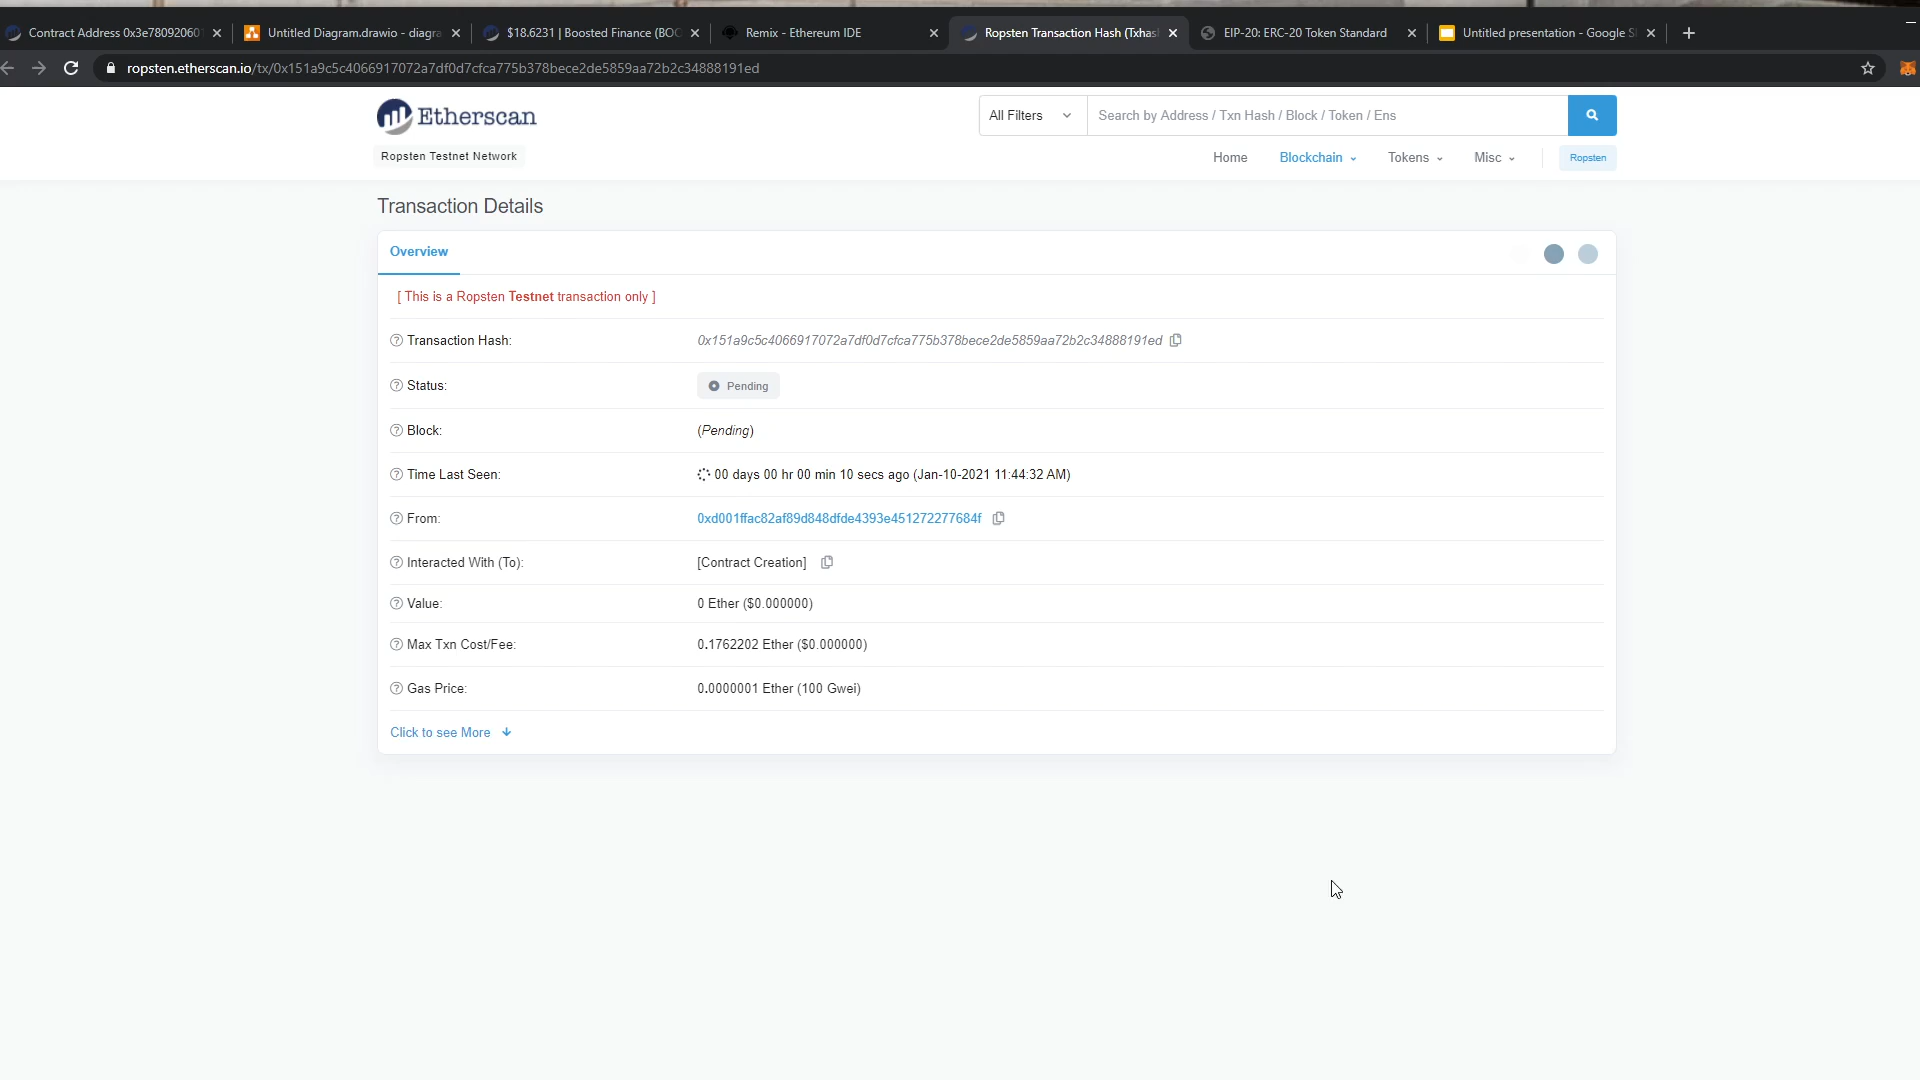 Contract Address 0x3e78092060
Untitled Diagram.drawio - diagra
$18.6231 | Boosted Finance (BOO
Remix - Ethereum IDE
Ropsten Transaction Hash (Txhas
EIP-20: ERC-20 Token Standard
Untitled presentation - Google Sl
ropsten.etherscan.io/tx/0x151a9c5c4066917072a7df0d7cfca775b378bece2de5859aa72b2c34888191ed
Etherscan
All Filters
Search by Address / Txn Hash / Block / Token / Ens
Ropsten Testnet Network
Home
Blockchain
Tokens
Misc
Ropsten
Transaction Details
Overview
[ This is a Ropsten Testnet transaction only ]
Transaction Hash: 0x151a9c5c4066917072a7df0d7cfca775b378bece2de5859aa72b2c34888191ed
Status: Pending
Block: (Pending)
Time Last Seen: 00 days 00 hr 00 min 10 secs ago (Jan-10-2021 11:44:32 AM)
From: 0xd001ffac82af89d848dfde4393e451272277684f
Interacted With (To): [Contract Creation]
Value: 0 Ether ($0.000000)
Max Txn Cost/Fee: 0.1762202 Ether ($0.000000)
Gas Price: 0.0000001 Ether (100 Gwei)
Click to see More